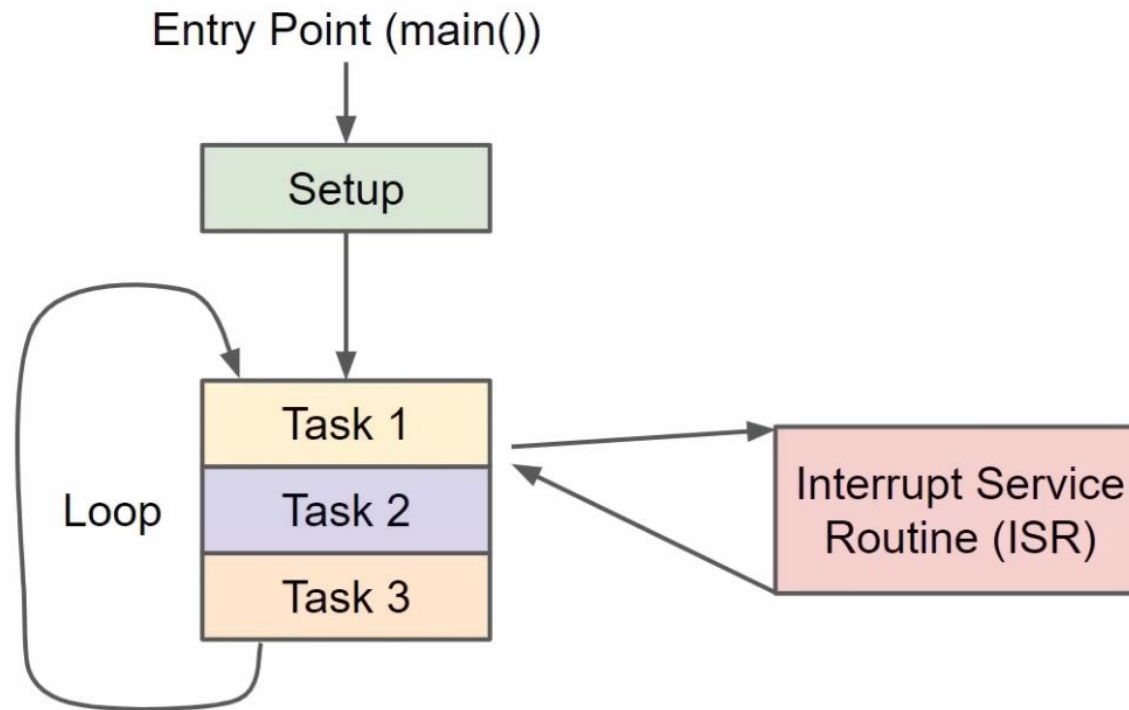 Entry Point (main())
Setup
Task 1
Loop
Task 2
Task 3
Interrupt Service
Routine (ISR)